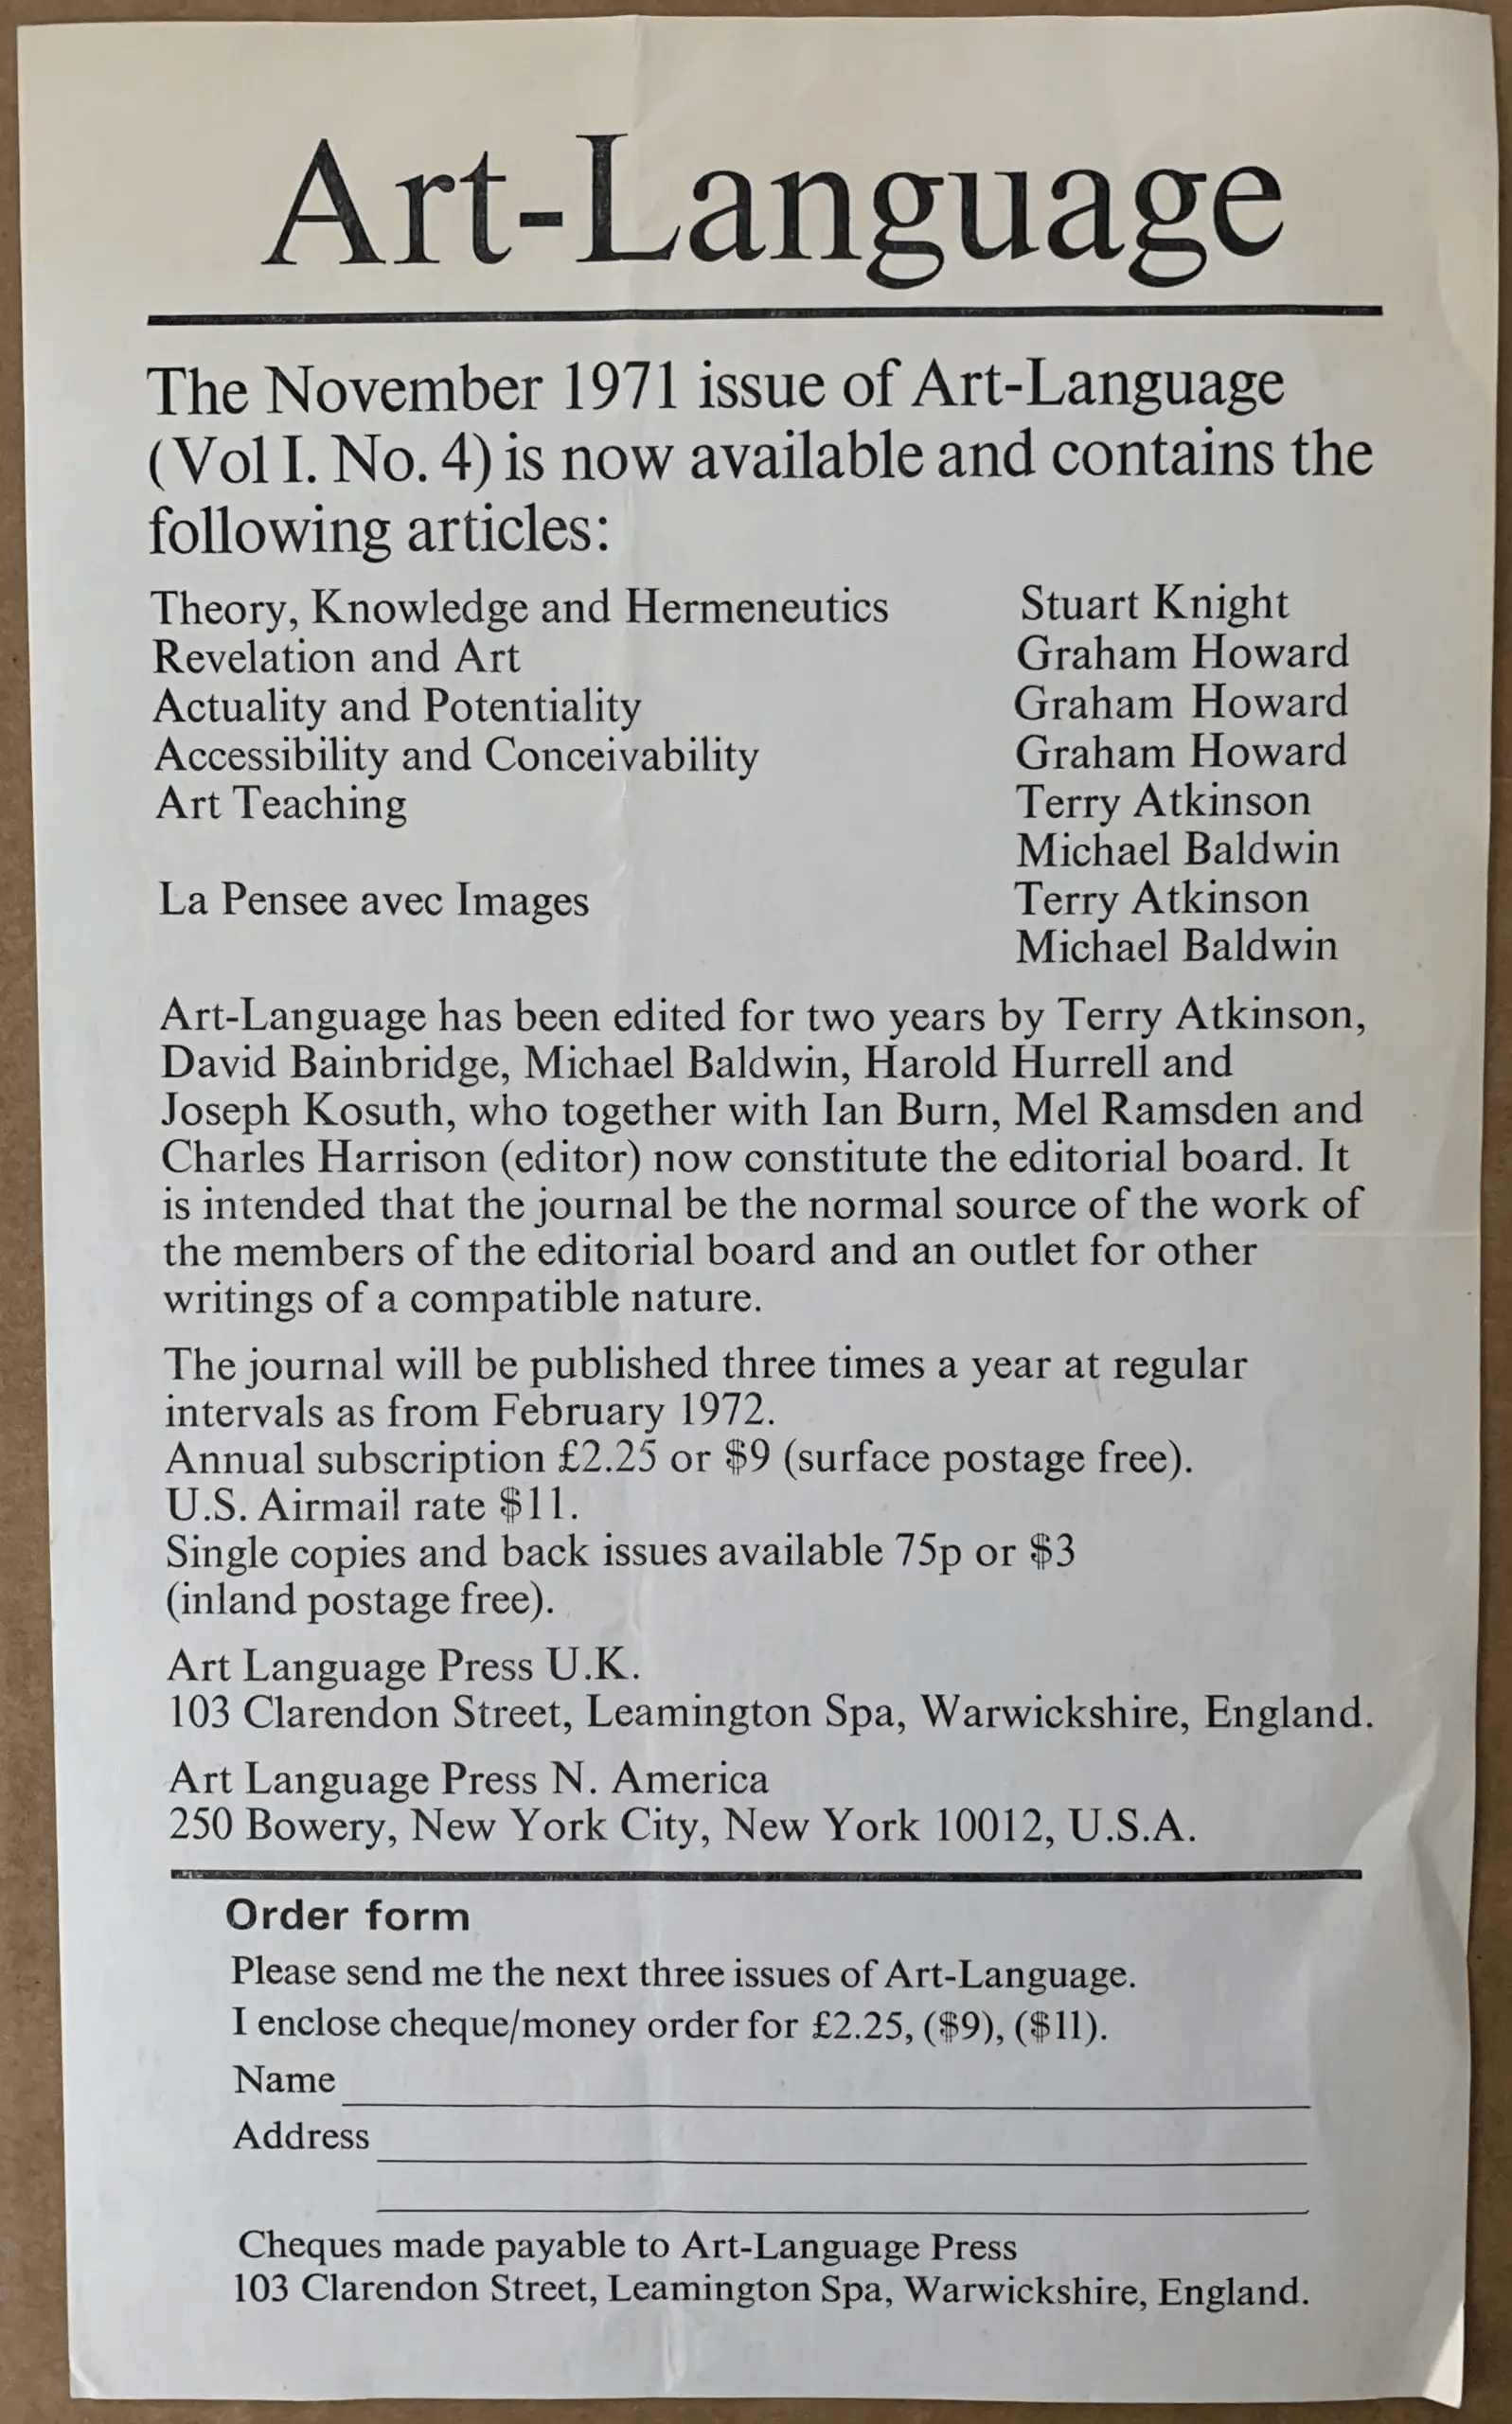 Art-Language
The November 1971 issue of Art-Language
(Vol I. No. 4) is now available and contains the
following articles:
Theory, Knowledge and Hermeneutics Stuart Knight
Revelation and Art Graham Howard
Actuality and Potentiality Graham Howard
Accessibility and Conceivability Graham Howard
Art Teaching Terry Atkinson
Michael Baldwin
La Pensee avec Images Terry Atkinson
Michael Baldwin
Art-Language has been edited for two years by Terry Atkinson,
David Bainbridge, Michael Baldwin, Harold Hurrell and
Joseph Kosuth, who together with Ian Burn, Mel Ramsden and
Charles Harrison (editor) now constitute the editorial board. It
is intended that the journal be the normal source of the work of
the members of the editorial board and an outlet for other
writings of a compatible nature.
The journal will be published three times a year at regular
intervals as from February 1972.
Annual subscription £2.25 or $9 (surface postage free).
U.S. Airmail rate $11.
Single copies and back issues available 75p or $3
(inland postage free).
Art Language Press U.K.
103 Clarendon Street, Leamington Spa, Warwickshire, England.
Art Language Press N. America
250 Bowery, New York City, New York 10012, U.S.A.
Order form
Please send me the next three issues of Art-Language.
I enclose cheque/money order for £2.25, ($9), ($11).
Name
Address
Cheques made payable to Art-Language Press
103 Clarendon Street, Leamington Spa, Warwickshire, England.